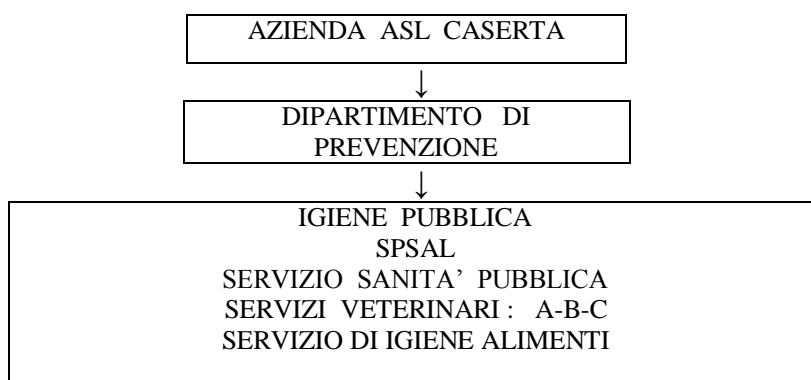 AZIENDA ASL CASERTA
↓
DIPARTIMENTO DI
PREVENZIONE
↓
IGIENE PUBBLICA
SPSAL
SERVIZIO SANITA’ PUBBLICA
SERVIZI VETERINARI : A-B-C
SERVIZIO DI IGIENE ALIMENTI